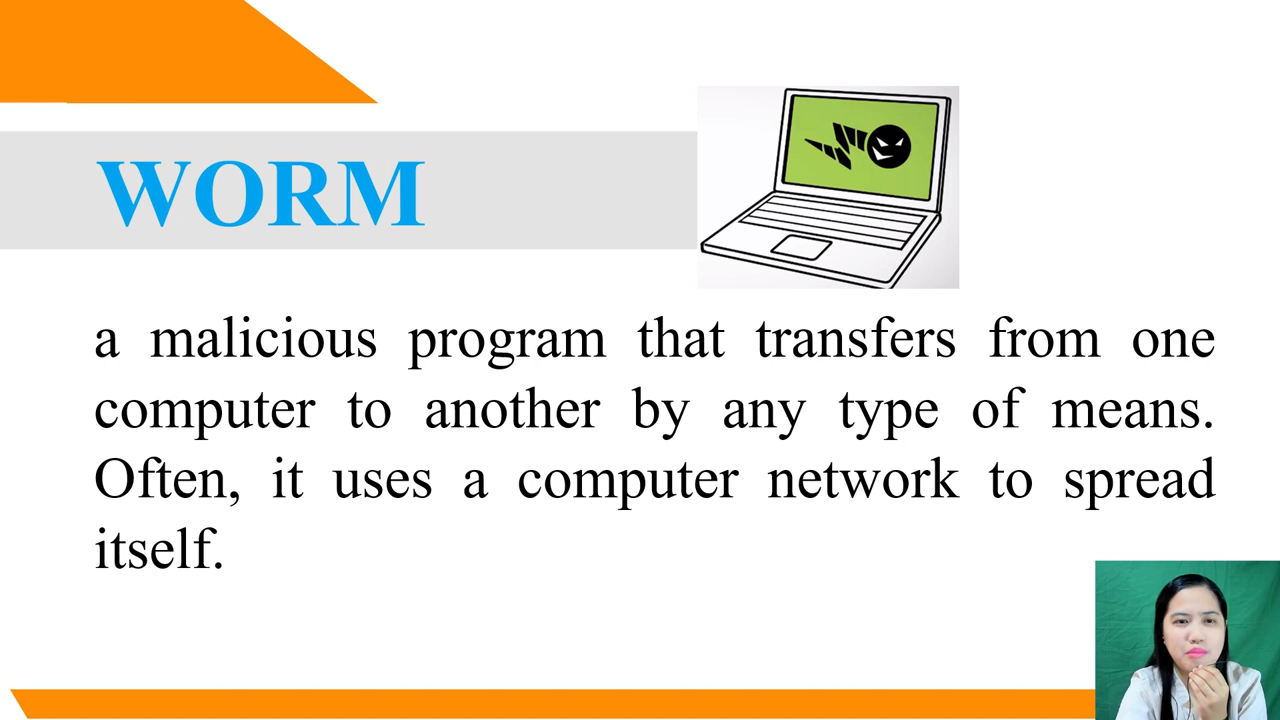 WORM
a malicious program that transfers from one
computer to another by any type of means.
Often, it uses a computer network to spread
itself.